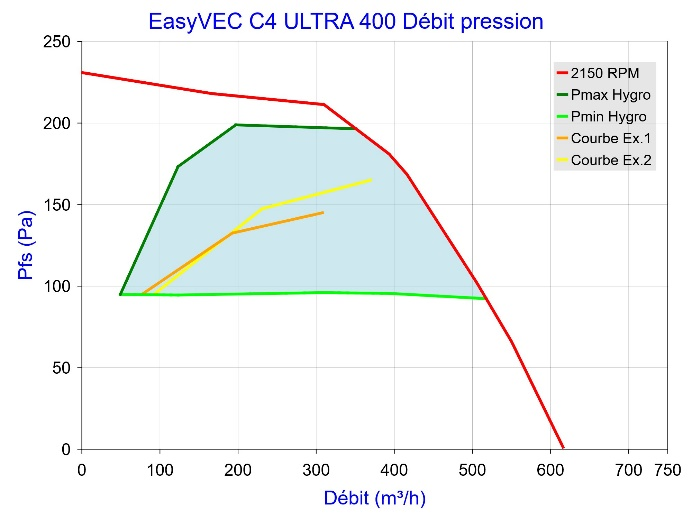 EasyVEC C4 ULTRA 400 Débit pression
250
200
150
100
50
0
Pfs (Pa)
2150 RPM
Pmax Hygro
Pmin Hygro
Courbe Ex.1
Courbe Ex.2
0 100 200 300 400 500 600 700 750
Débit (m³/h)